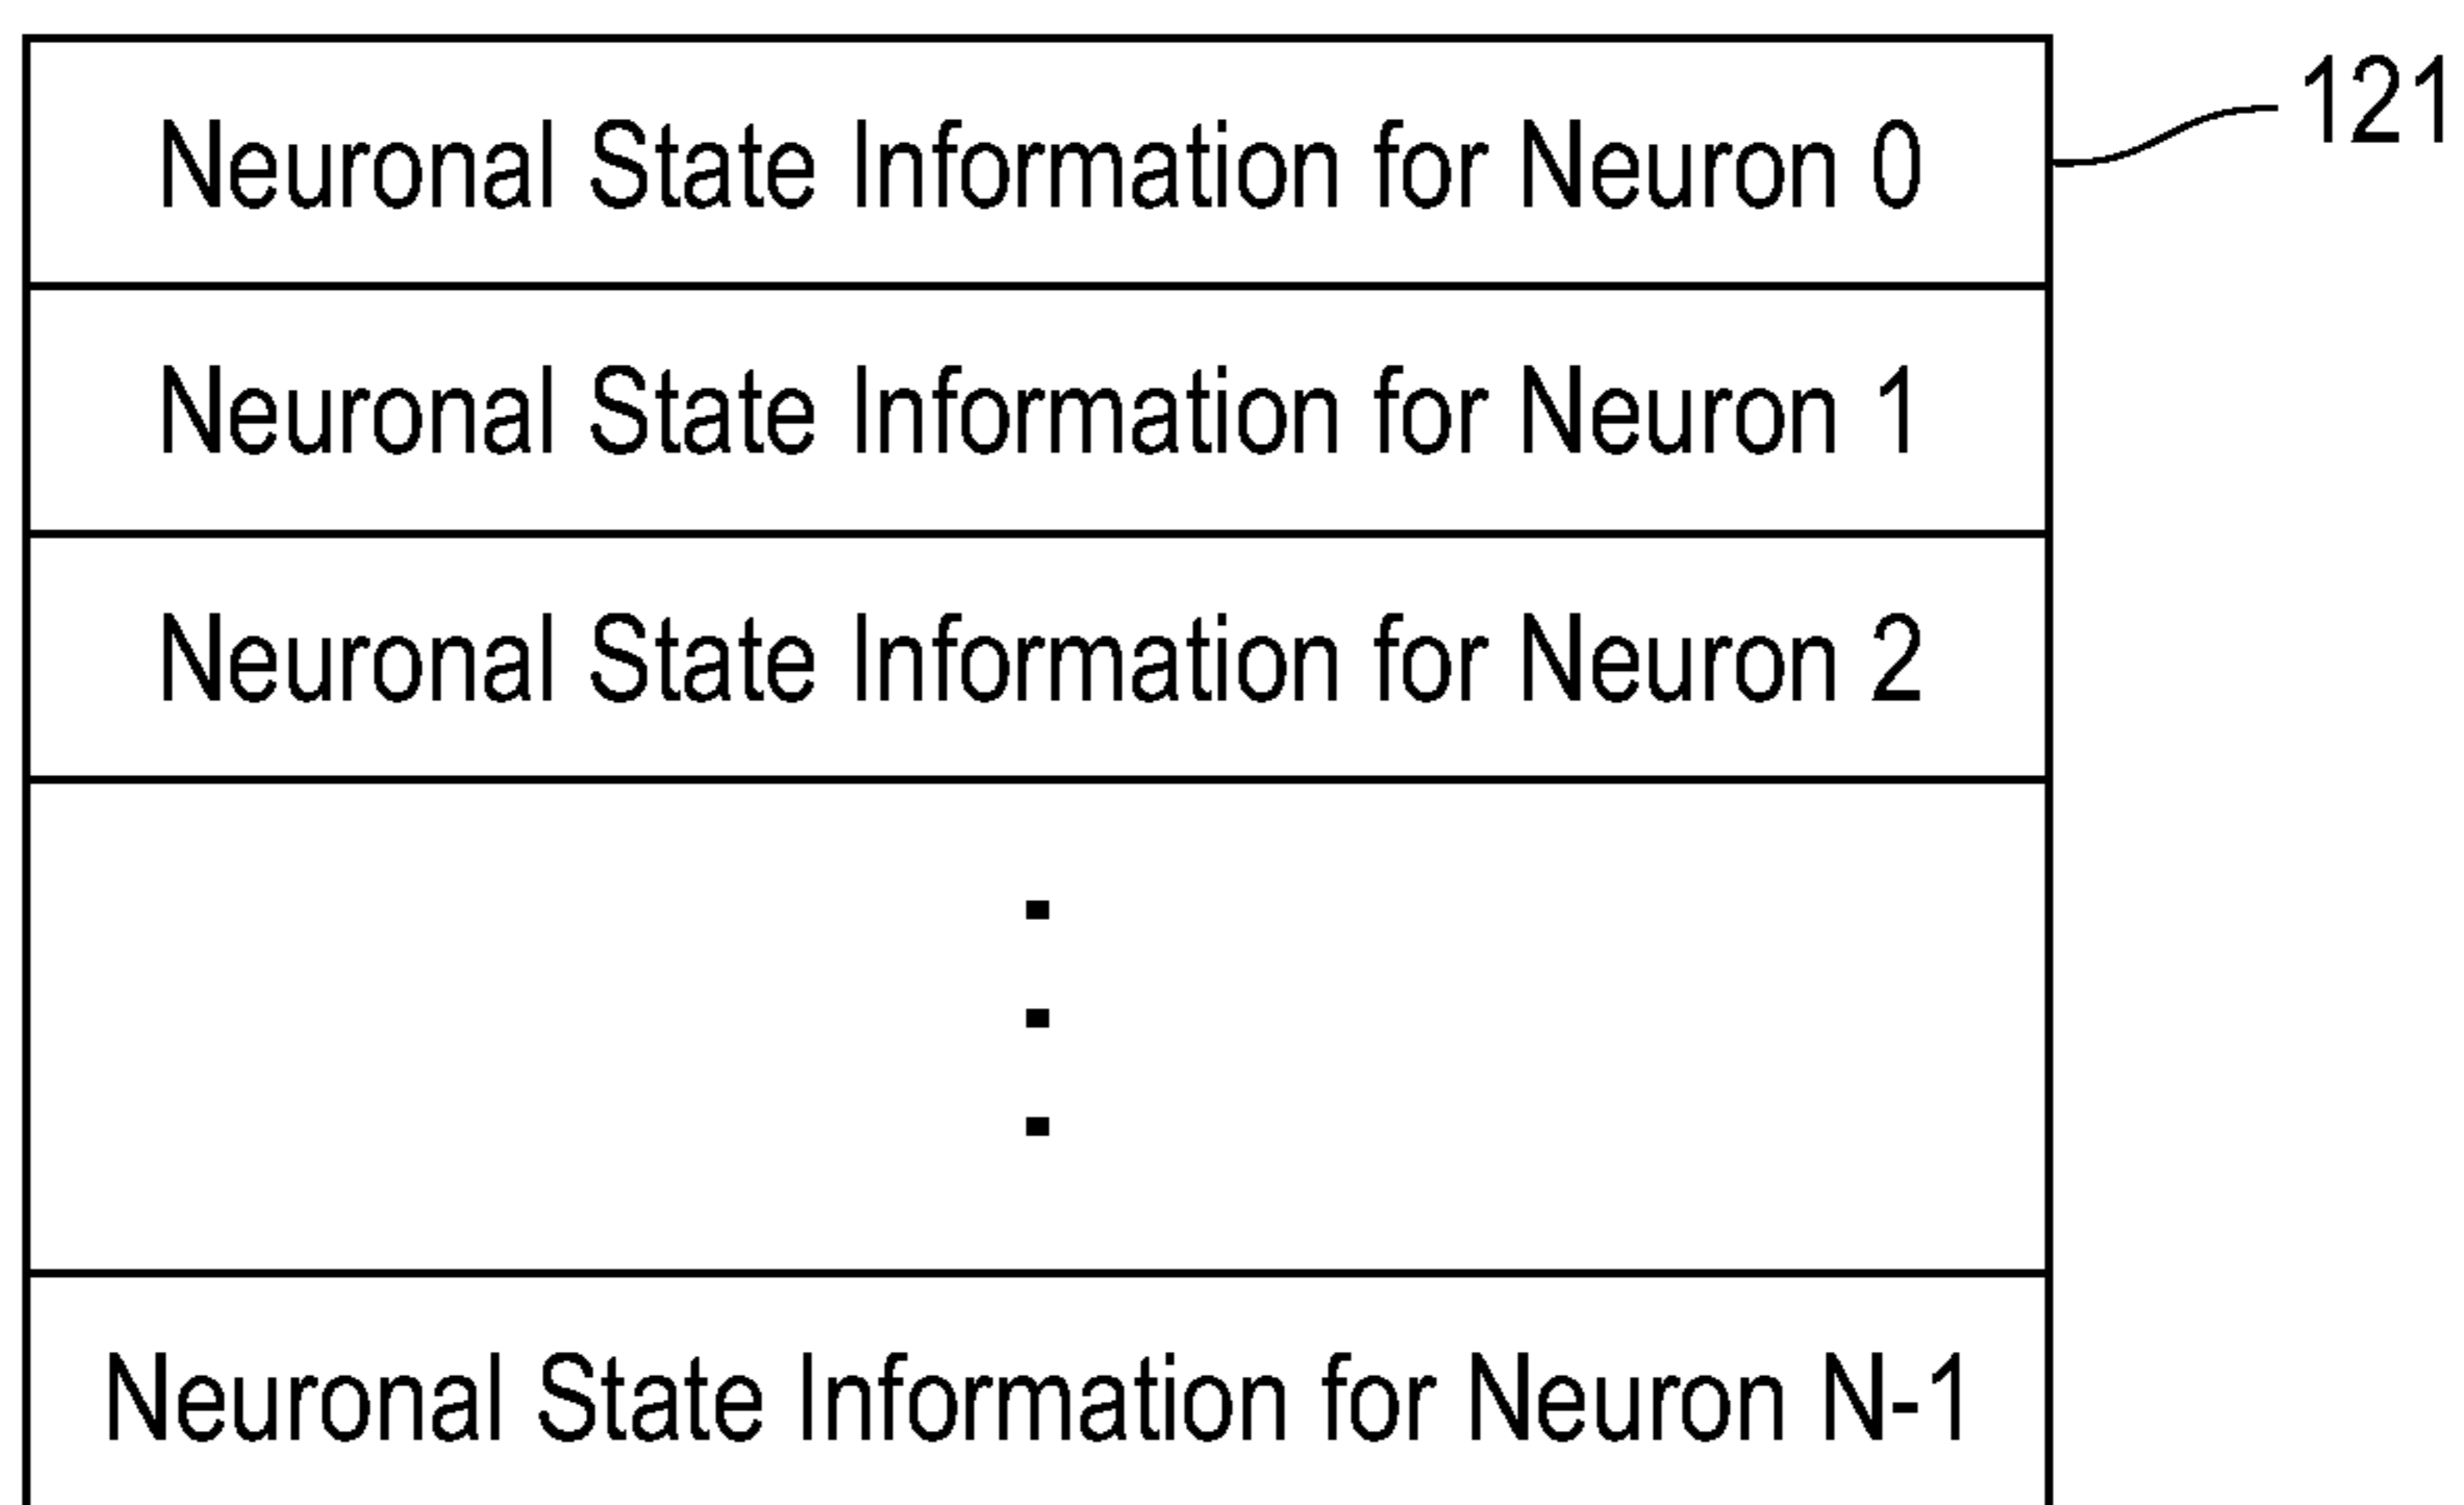 Neuronal State Information for Neuron 0
121
Neuronal State Information for Neuron 1
Neuronal State Information for Neuron 2
Neuronal State Information for Neuron N-1